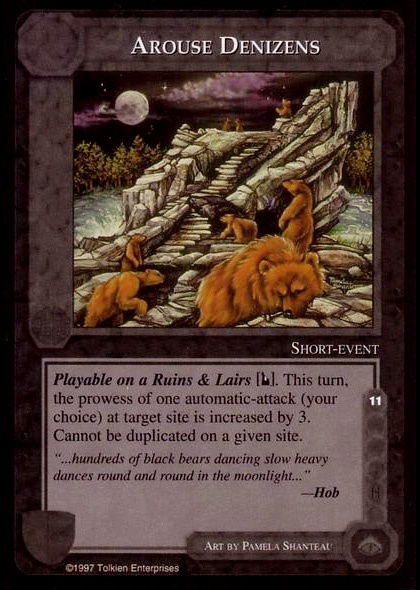 AROUSE DENIZENS
SHORT-EVENT
Playable on a Ruins & Lairs []. This turn,
the prowess of one automatic-attack (your
choice) at target site is increased by 3.
Cannot be duplicated on a given site.
11
"...hundreds of black bears dancing slow heavy
dances round and round in the moonlight..."
—Hob
ART BY PAMELA SHANTEAU
©1997 Tolkien Enterprises